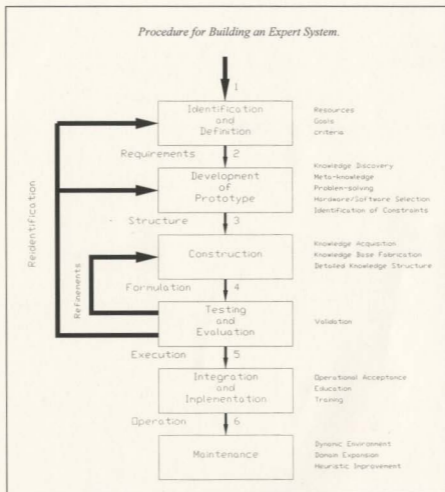 Procedure for Building an Expert System.
1
Identification
and
Definition
Resources
Goals
criteria
Requirements 2
Development
of
Prototype
Knowledge Discovery
Meta-knowledge
Problem-solving
Hardware/Software Selection
Identification of Constraints
Structure 3
Construction
Knowledge Acquition
Knowledge Base Fabrication
Detailed Knowledge Structure
Formulation 4
Testing
and
Evaluation
Validation
Execution 5
Integration
and
Implementation
Operational Acceptance
Education
Training
Operation 6
Maintenance
Dynamic Environment
Domain Expansion
Heuristic Improvement
Reidentification
Refinements